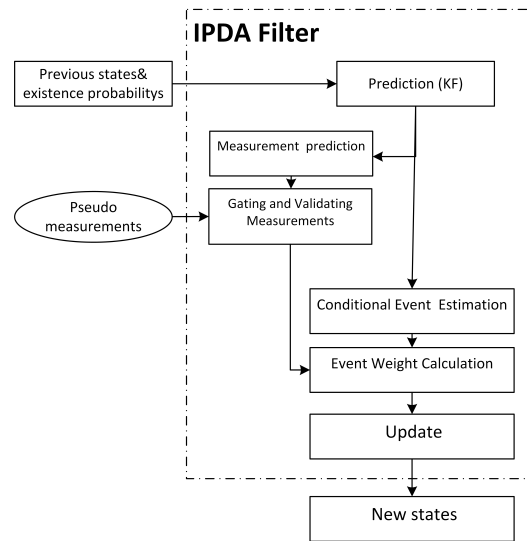 IPDA Filter
Previous states&
existence probabilitys
Prediction (KF)
Measurement prediction
Pseudo
measurements
Gating and Validating
Measurements
Conditional Event Estimation
Event Weight Calculation
Update
New states